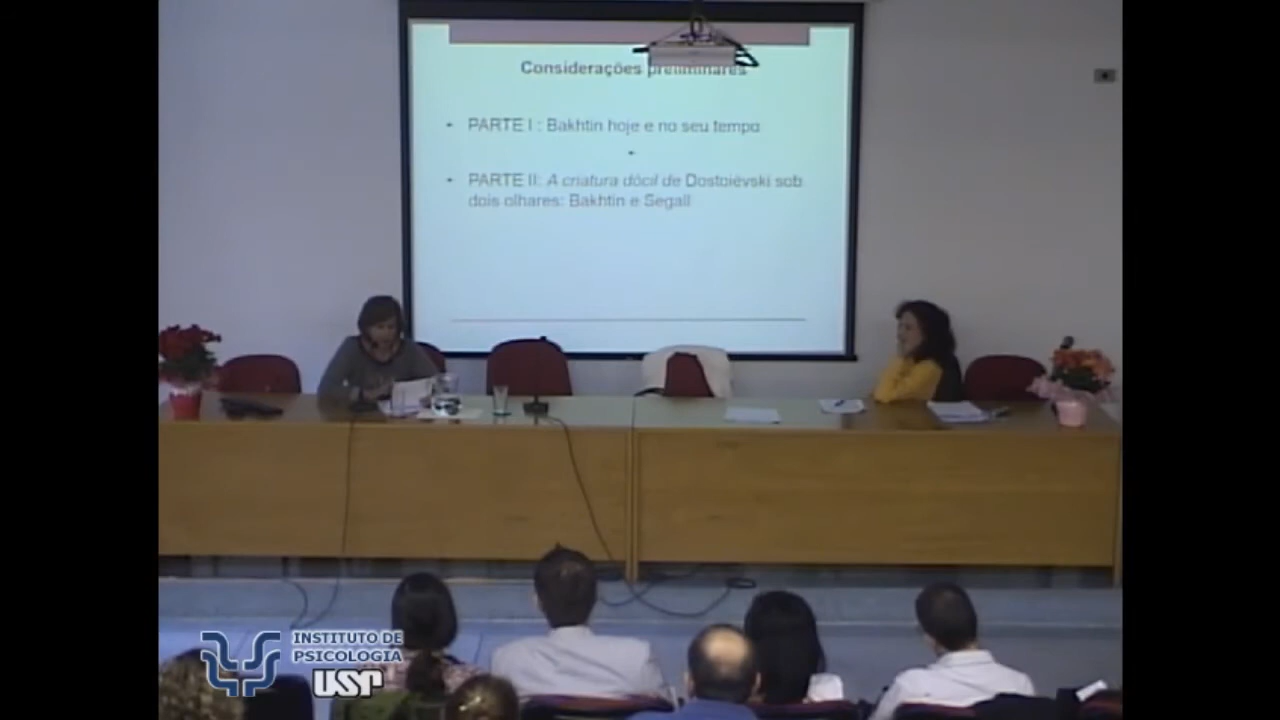 Considerações preliminares
PARTE I : Bakhtin hoje e no seu tempo
PARTE II: A criatura dócil de Dostoiévski sob
dois olhares: Bakhtin e Segall
INSTITUTO DE
PSICOLOGIA
USP